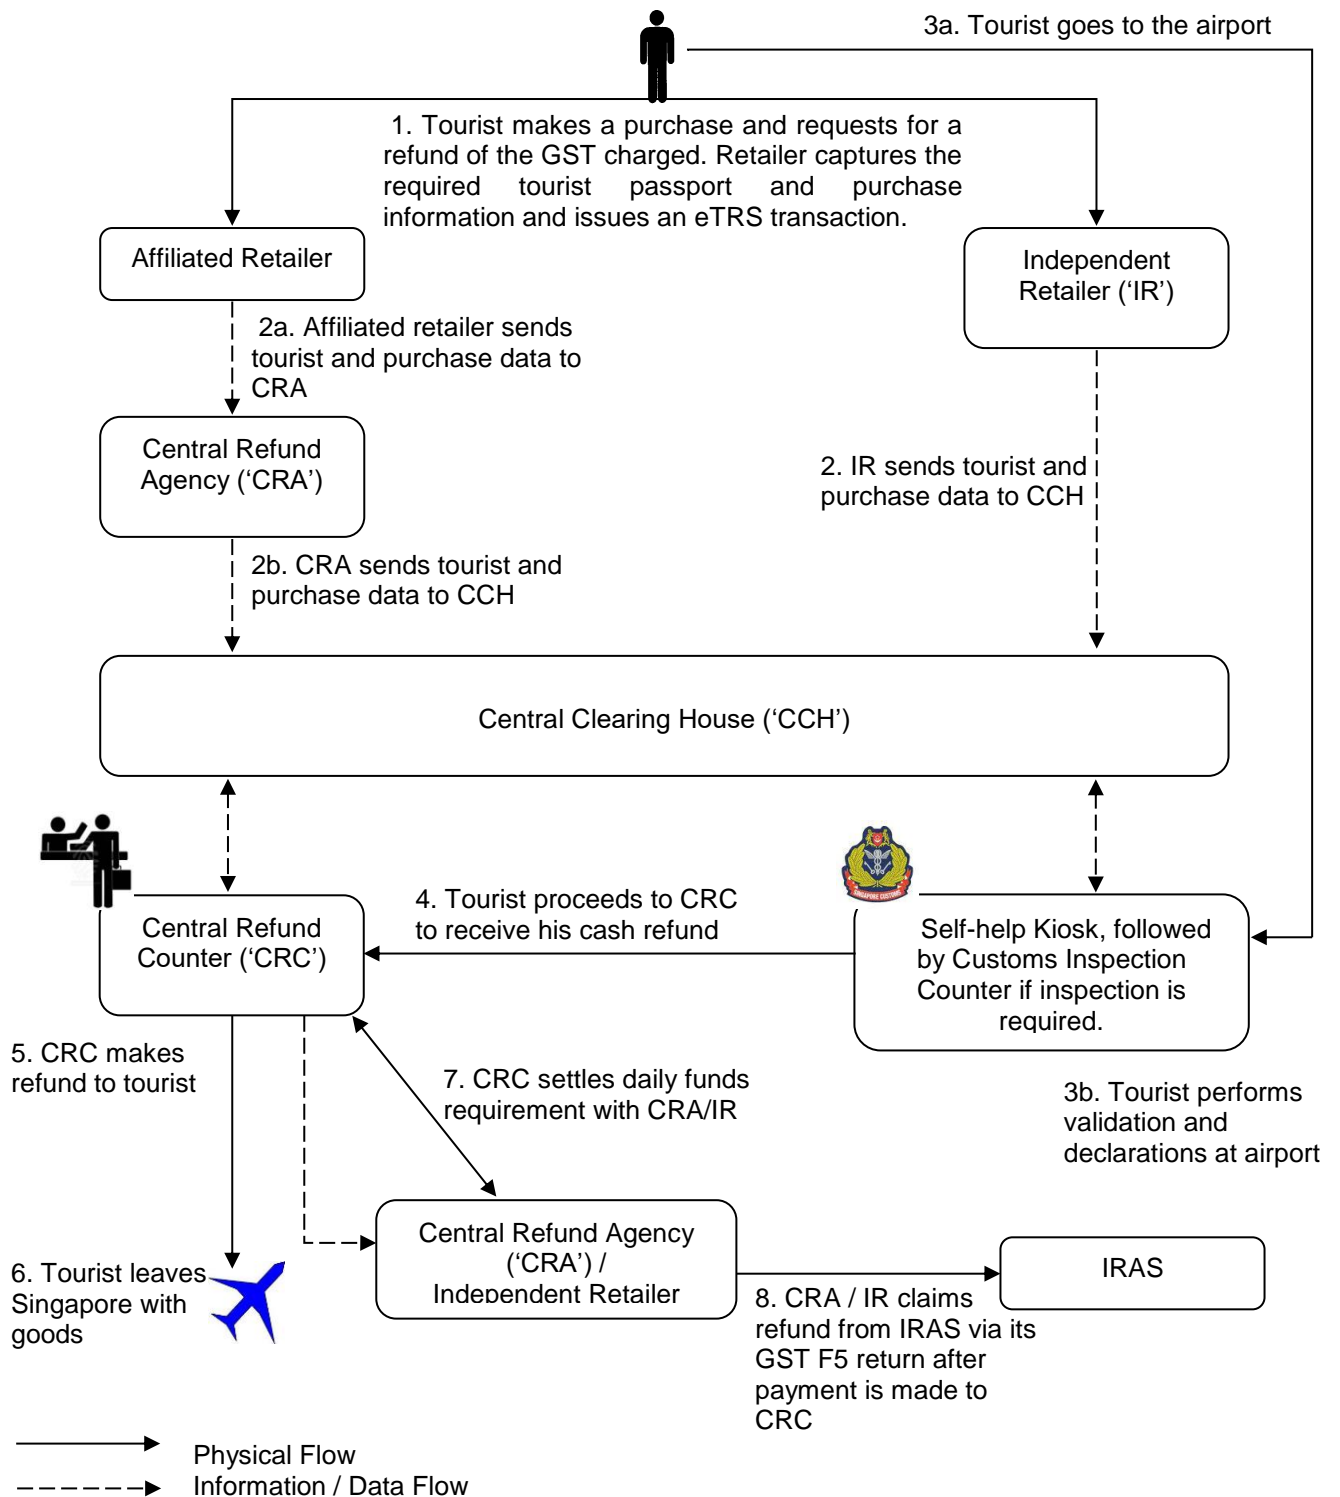 3a. Tourist goes to the airport
1. Tourist makes a purchase and requests for a
refund of the GST charged. Retailer captures the
required tourist passport and purchase
information and issues an eTRS transaction.
Affiliated Retailer
Independent
Retailer (‘IR’)
2a. Affiliated retailer sends
tourist and purchase data to
CRA
Central Refund
Agency (‘CRA’)
2. IR sends tourist and
purchase data to CCH
2b. CRA sends tourist and
purchase data to CCH
Central Clearing House (‘CCH’)
SINGAPORE CUSTOMS
4. Tourist proceeds to CRC
to receive his cash refund
Central Refund
Counter (‘CRC’)
Self-help Kiosk, followed
by Customs Inspection
Counter if inspection is
required.
5. CRC makes
refund to tourist
7. CRC settles daily funds
requirement with CRA/IR
3b. Tourist performs
validation and
declarations at airport
Central Refund Agency
(‘CRA’) /
Independent Retailer
IRAS
6. Tourist leaves
Singapore with
goods
8. CRA / IR claims
refund from IRAS via its
GST F5 return after
payment is made to
CRC
Physical Flow
Information / Data Flow